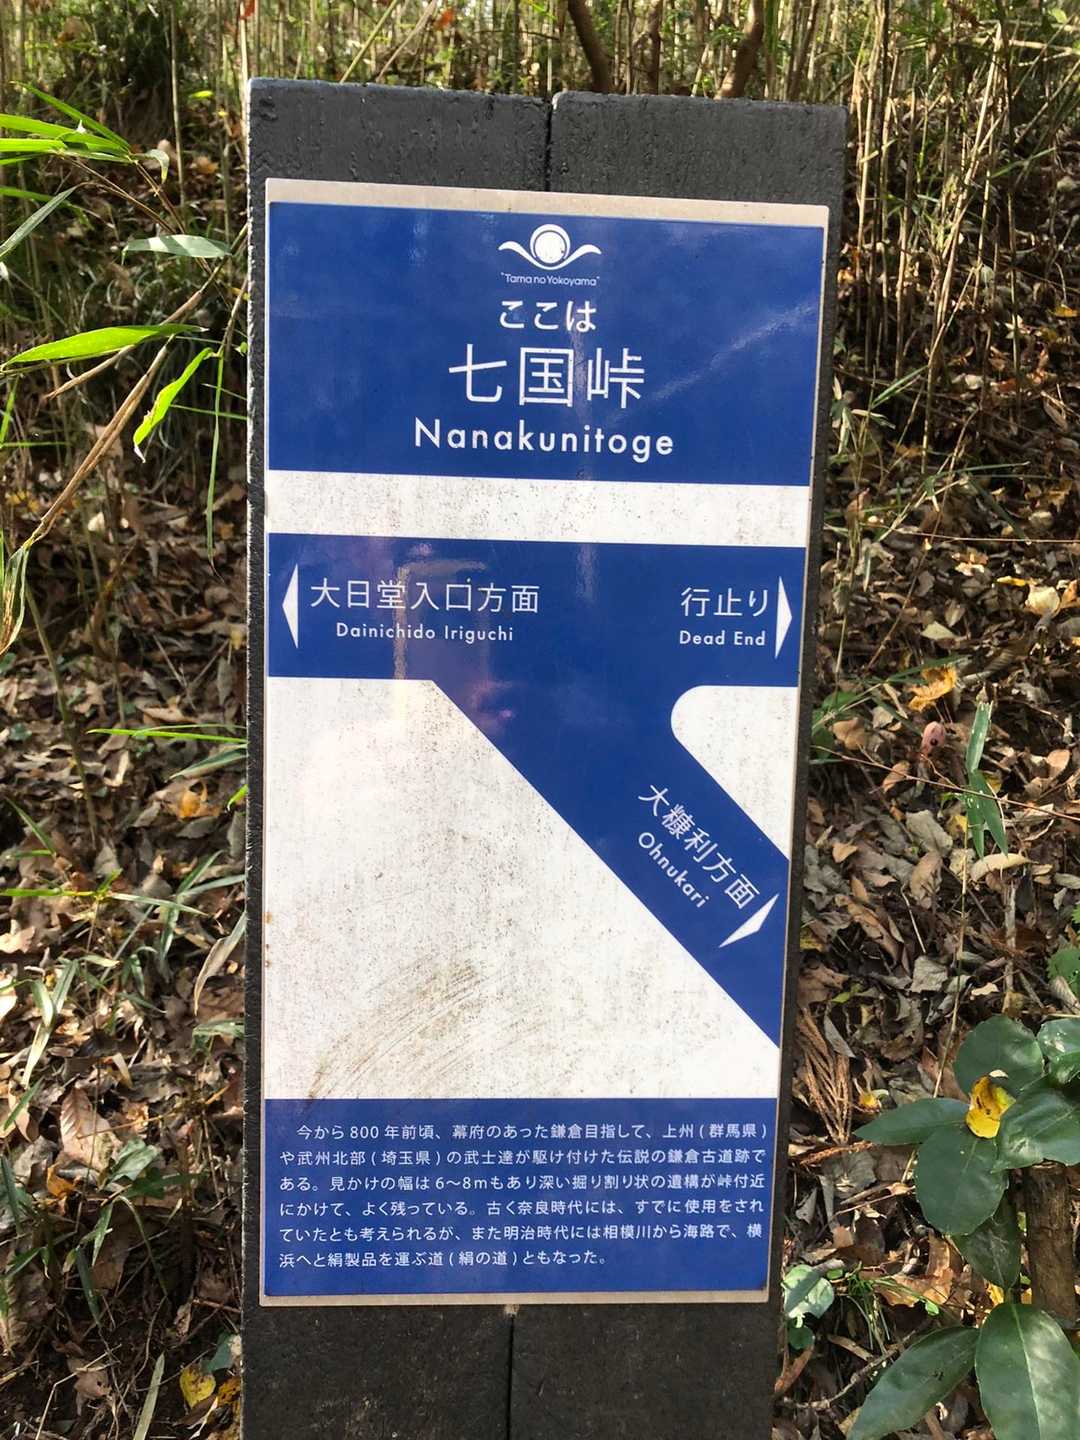 "Tama no Yokoyama"
ここは
七国峠
Nanakunitoge
大日堂入口方面
Dainichido Iriguchi
行止り
Dead End
大糠利方面
Ohnukari
今から800年前頃、幕府のあった鎌倉目指して、上州(群馬県)
や武州北部(埼玉県)の武士達が駆け付けた伝説の鎌倉古道跡で
ある。見かけの幅は6〜8mもあり深い掘り割り状の遺構が峠付近
にかけて、よく残っている。古く奈良時代には、すでに使用をされ
ていたとも考えられるが、また明治時代には相模川から海路で、横
浜へと絹製品を運ぶ道(絹の道)ともなった。